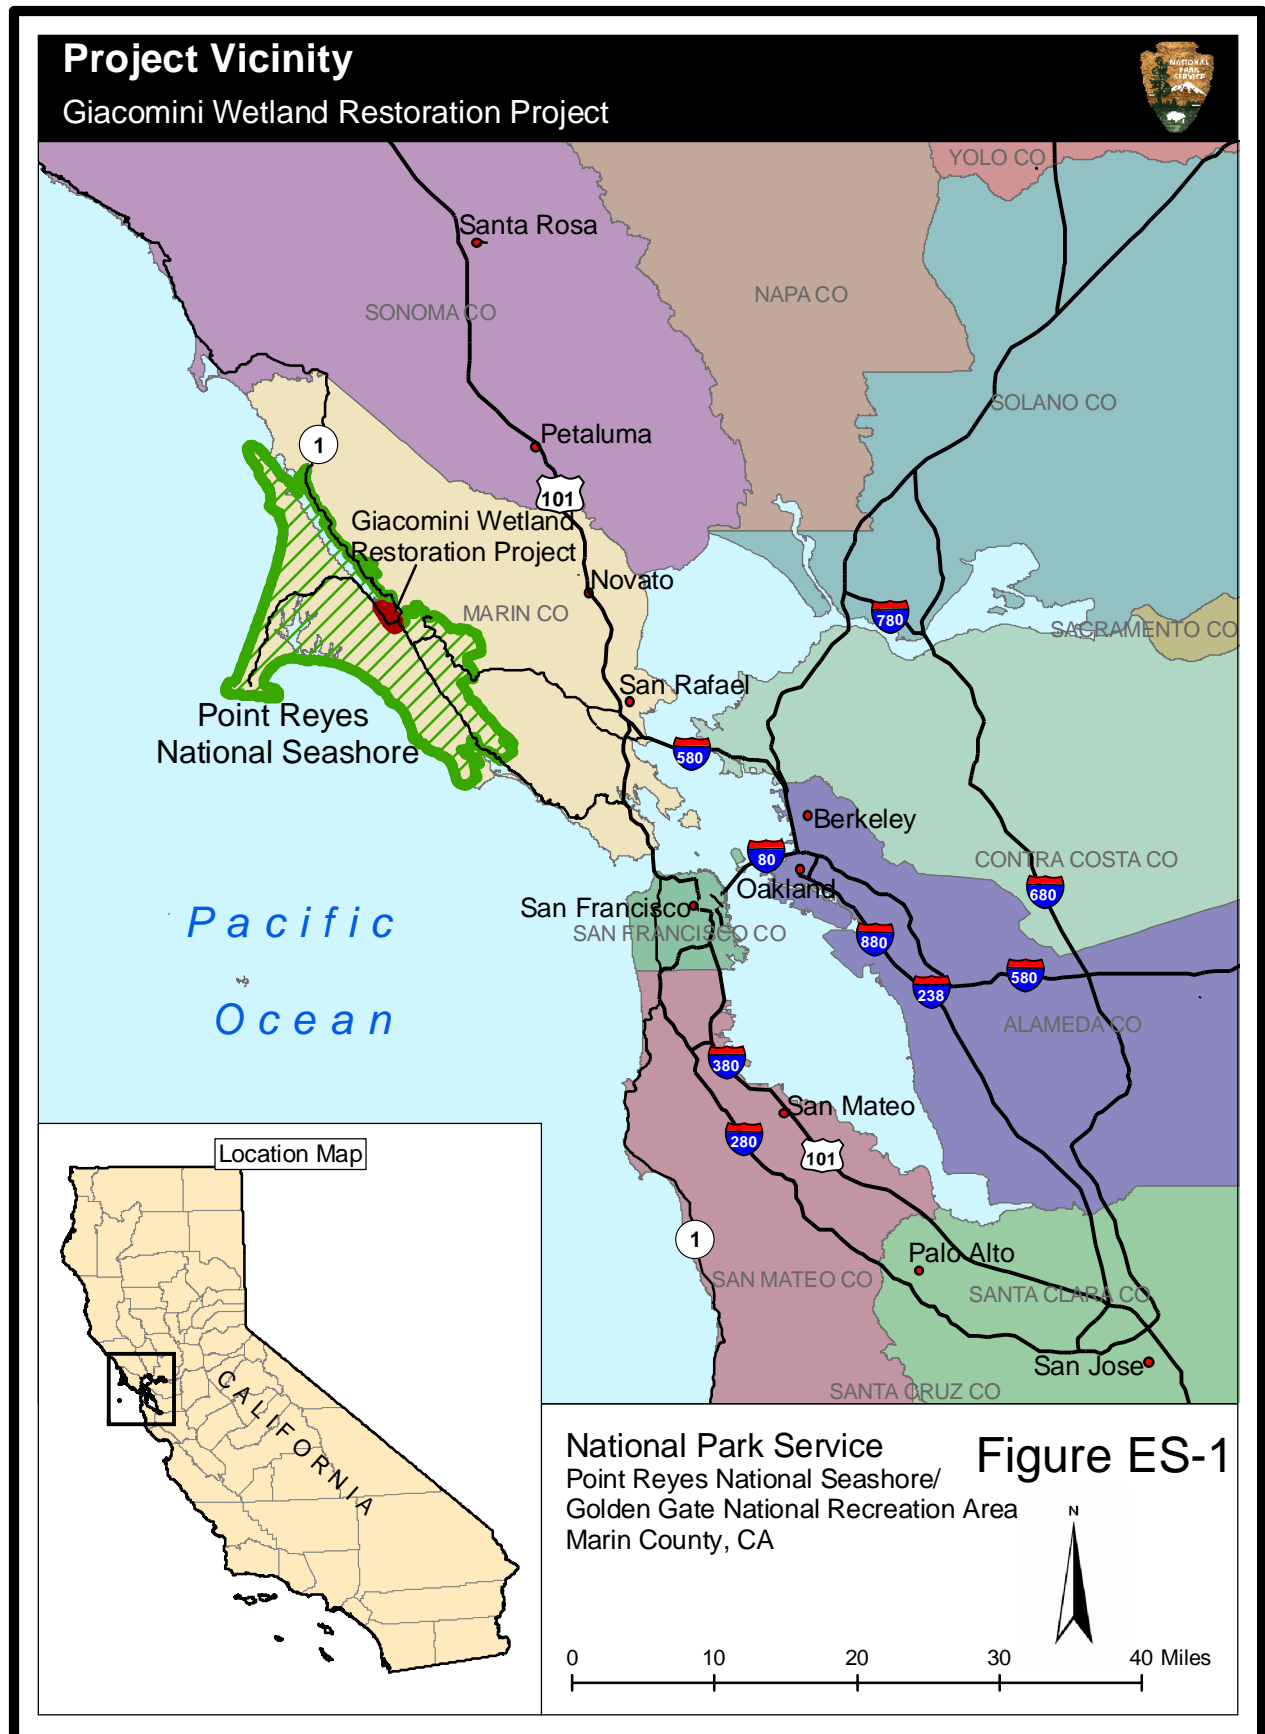 Project Vicinity
Giacomini Wetland Restoration Project
NATIONAL
PARK
SERVICE
YOLO CO
Santa Rosa
NAPA CO
SONOMA CO
SOLANO CO
1
Petaluma
101
Giacomini Wetland
Restoration Project
Novato
MARIN CO
780
SACRAMENTO CO
San Rafael
Point Reyes
National Seashore
580
Berkeley
80
CONTRA COSTA CO
Oakland
680
San Francisco
Pacific
SAN FRANCISCO CO
880
580
238
Ocean
ALAMEDA CO
380
San Mateo
280
101
Location Map
1
Palo Alto
SAN MATEO CO
SANTA CLARA CO
San Jose
SANTA CRUZ CO
CALIFORNIA
National Park Service
Figure ES-1
Point Reyes National Seashore/
Golden Gate National Recreation Area
Marin County, CA
N
0 10 20 30 40 Miles